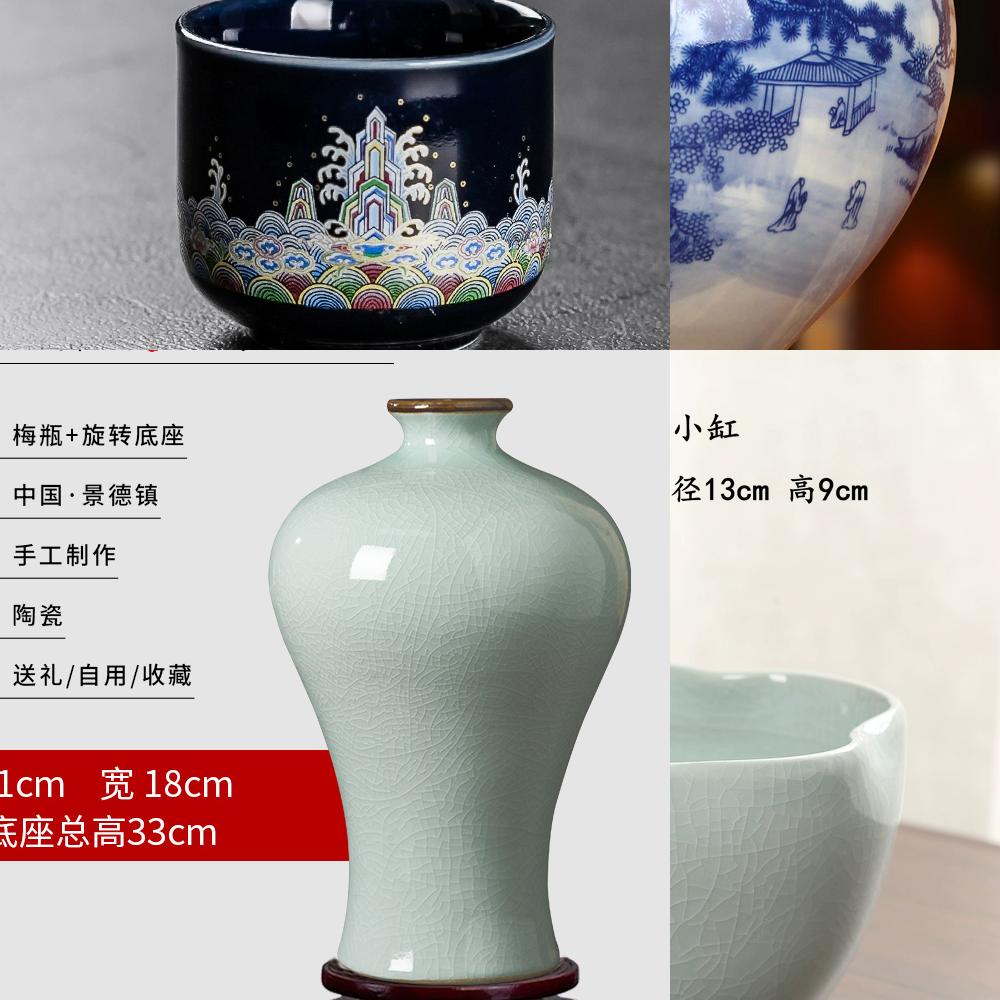 梅瓶+旋转底座
中国·景德镇
手工制作
陶瓷
送礼/自用/收藏
1cm 宽 18cm
底座总高33cm
小缸
径13cm 高9cm